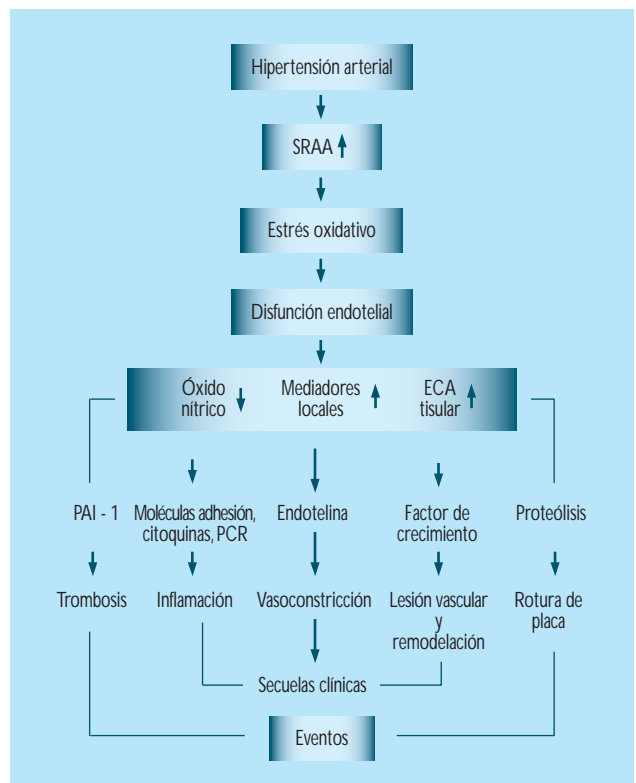 Hipertensión arterial
SRAA
Estrés oxidativo
Disfunción endotelial
Óxido
nítrico
Mediadores
locales
ECA
tisular
PAI - 1
Moléculas adhesión,
citoquinas, PCR
Endotelina
Factor de
crecimiento
Proteólisis
Trombosis
Inflamación
Vasoconstricción
Lesión vascular
y
remodelación
Rotura de
placa
Secuelas clínicas
Eventos